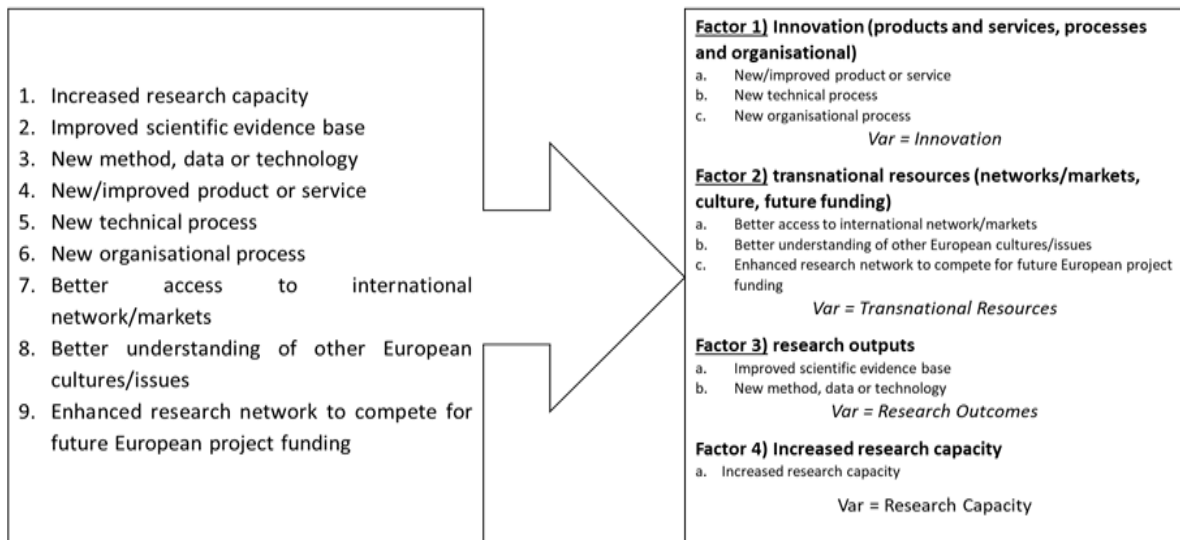 1. Increased research capacity
2. Improved scientific evidence base
3. New method, data or technology
4. New/improved product or service
5. New technical process
6. New organisational process
7. Better access to international
network/markets
8. Better understanding of other European
cultures/issues
9. Enhanced research network to compete for
future European project funding
Factor 1) Innovation (products and services, processes
and organisational)
a. New/improved product or service
b. New technical process
c. New organisational process
Var = Innovation
Factor 2) transnational resources (networks/markets,
culture, future funding)
a. Better access to international network/markets
b. Better understanding of other European cultures/issues
c. Enhanced research network to compete for future European project
funding
Var = Transnational Resources
Factor 3) research outputs
a. Improved scientific evidence base
b. New method, data or technology
Var = Research Outcomes
Factor 4) Increased research capacity
a. Increased research capacity
Var = Research Capacity